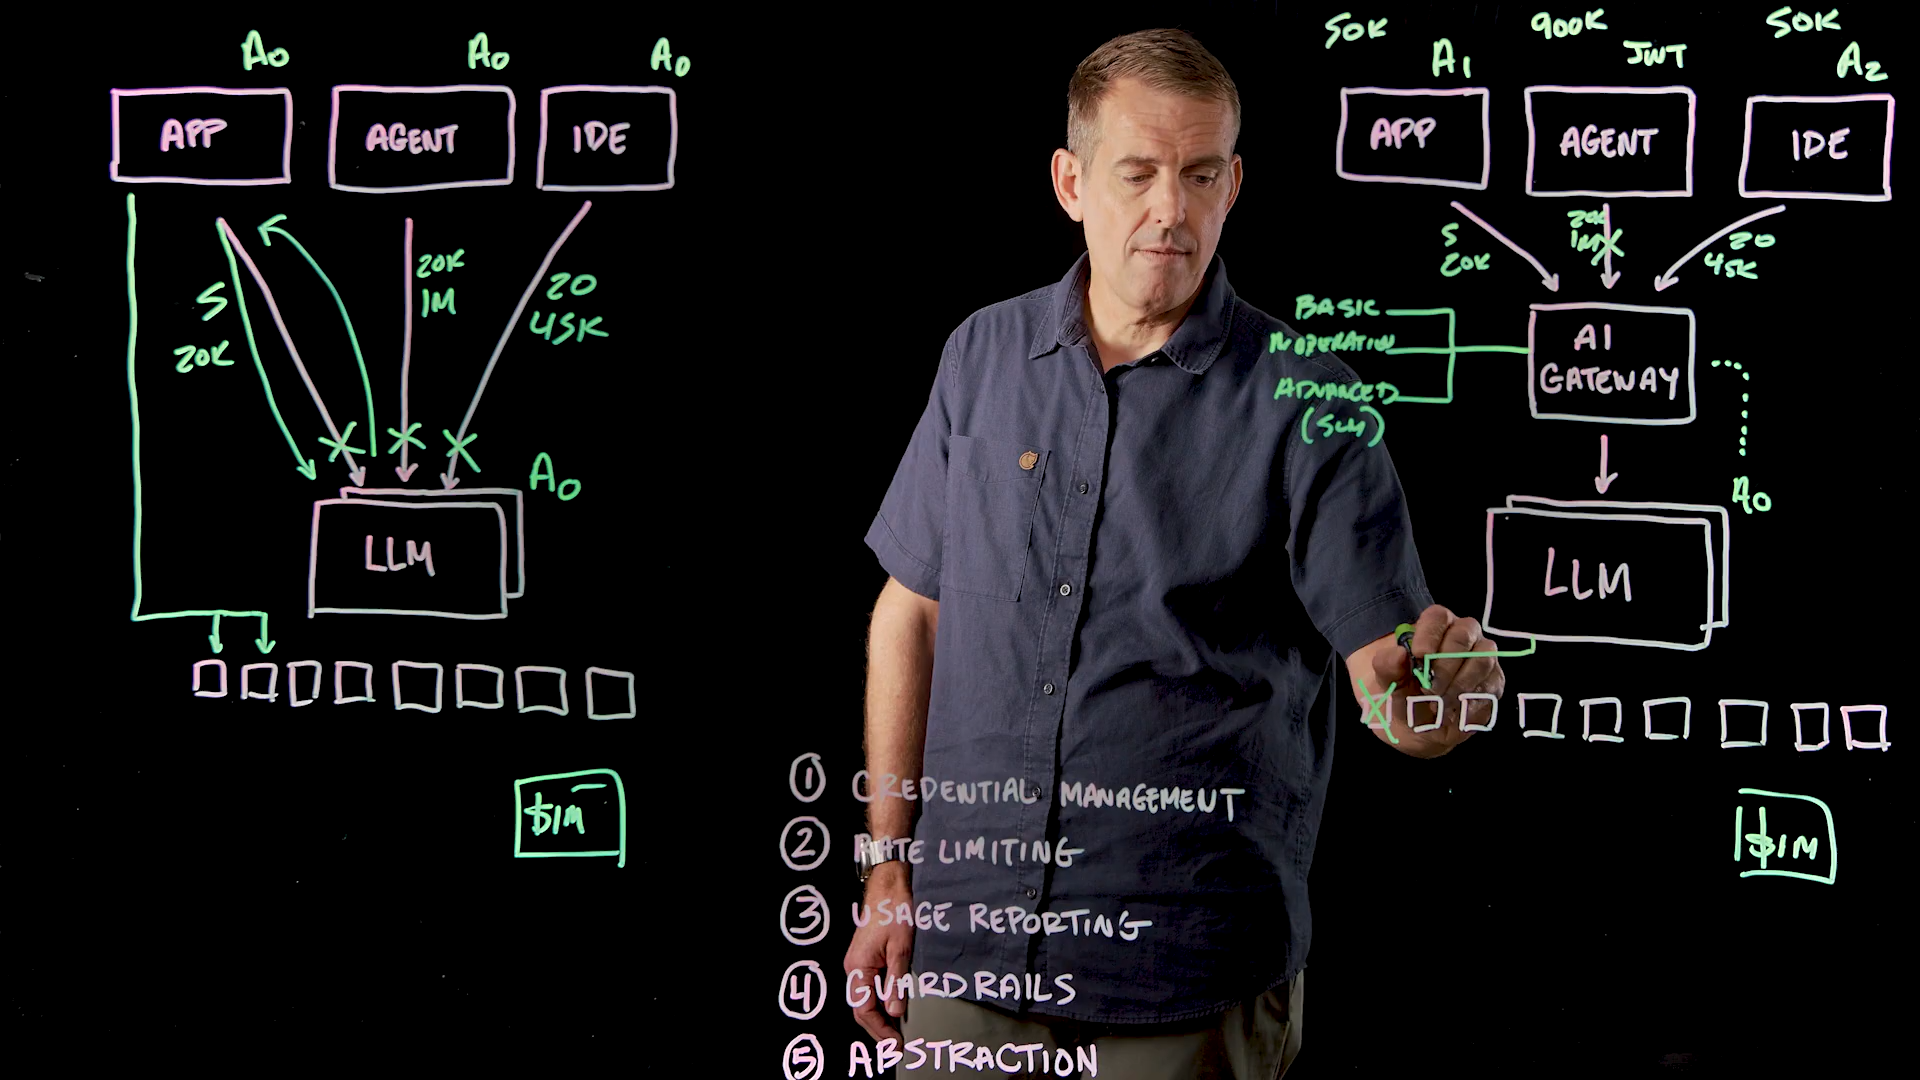 A0
A0
A0
APP
AGENT
IDE
5
20K
20K
1M
20
45K
A0
LLM
$1M
50K
900K
50K
A1
JWT
A2
APP
AGENT
IDE
5
20K
20K
1M
20
45K
BASIC
MODERATION
ADVANCED
(SLM)
AI
GATEWAY
A0
LLM
$1M
1 CREDENTIAL MANAGEMENT
2 RATE LIMITING
3 USAGE REPORTING
4 GUARDRAILS
5 ABSTRACTION